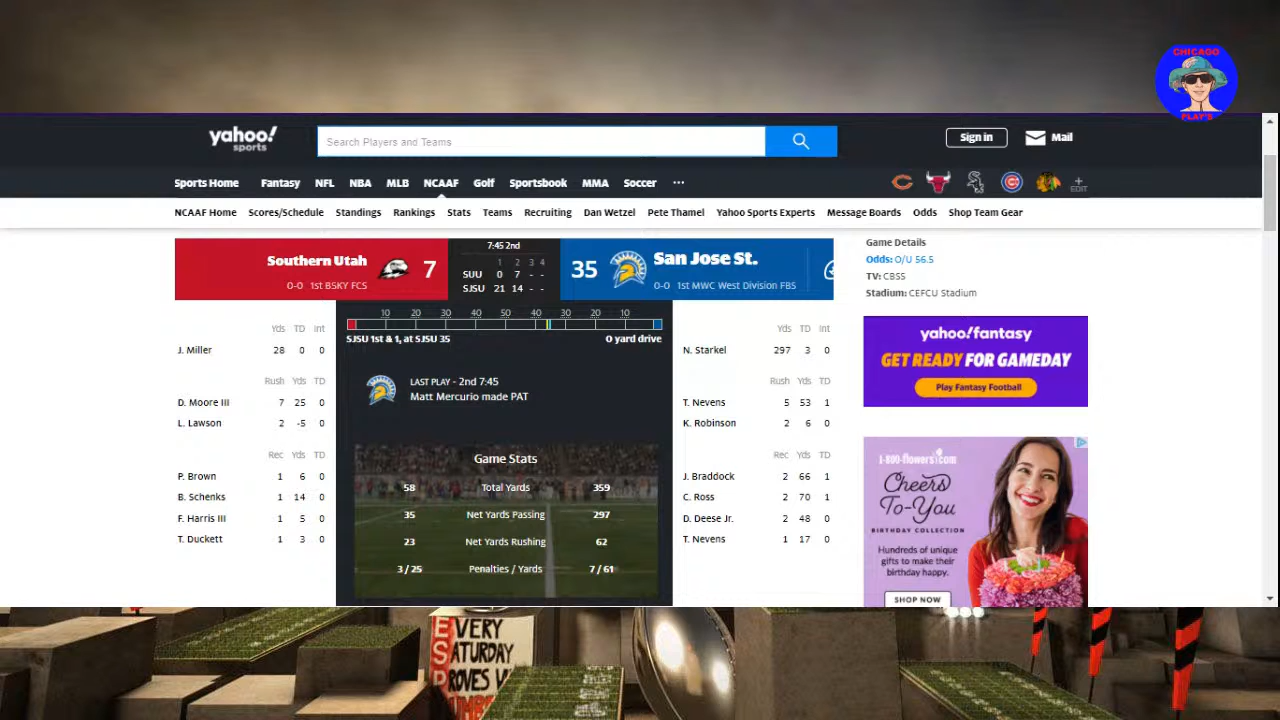 CHICAGO
PLAY'S
yahoo!
sports
Search Players and Teams
Sign in
Mail
Sports Home
Fantasy
NFL
NBA
MLB
NCAAF
Golf
Sportsbook
MMA
Soccer
...
EDIT
NCAAF Home
Scores/Schedule
Standings
Rankings
Stats
Teams
Recruiting
Dan Wetzel
Pete Thamel
Yahoo Sports Experts
Message Boards
Odds
Shop Team Gear
Southern Utah
0-0 1st BSKY FCS
7
7:45 2nd
1 2 3 4
SUU 0 7 - -
SJSU 21 14 - -
35
San Jose St.
0-0 1st MWC West Division FBS
Game Details
Odds: O/U 56.5
TV: CBSS
Stadium: CEFCU Stadium
10 20 30 40 30 20 10
SJSU 1st & 1, at SJSU 35
0 yard drive
LAST PLAY - 2nd 7:45
Matt Mercurio made PAT
Yds TD Int
J. Miller 28 0 0
Rush Yds TD
D. Moore III 7 25 0
L. Lawson 2 -5 0
Rec Yds TD
P. Brown 1 6 0
B. Schenks 1 14 0
F. Harris III 1 5 0
T. Duckett 1 3 0
Game Stats
58 Total Yards 359
35 Net Yards Passing 297
23 Net Yards Rushing 62
3 / 25 Penalties / Yards 7 / 61
Yds TD Int
N. Starkel 297 3 0
Rush Yds TD
T. Nevens 5 53 1
K. Robinson 2 6 0
Rec Yds TD
J. Braddock 2 66 1
C. Ross 2 70 1
D. Deese Jr. 2 48 0
T. Nevens 1 17 0
yahoo!fantasy
GET READY FOR GAMEDAY
Play Fantasy Football
1-800-flowers.com
Cheers
To-You
BIRTHDAY COLLECTION
Hundreds of unique
gifts to make their
birthday happy.
SHOP NOW
EVERY
SATURDAY
PROVES